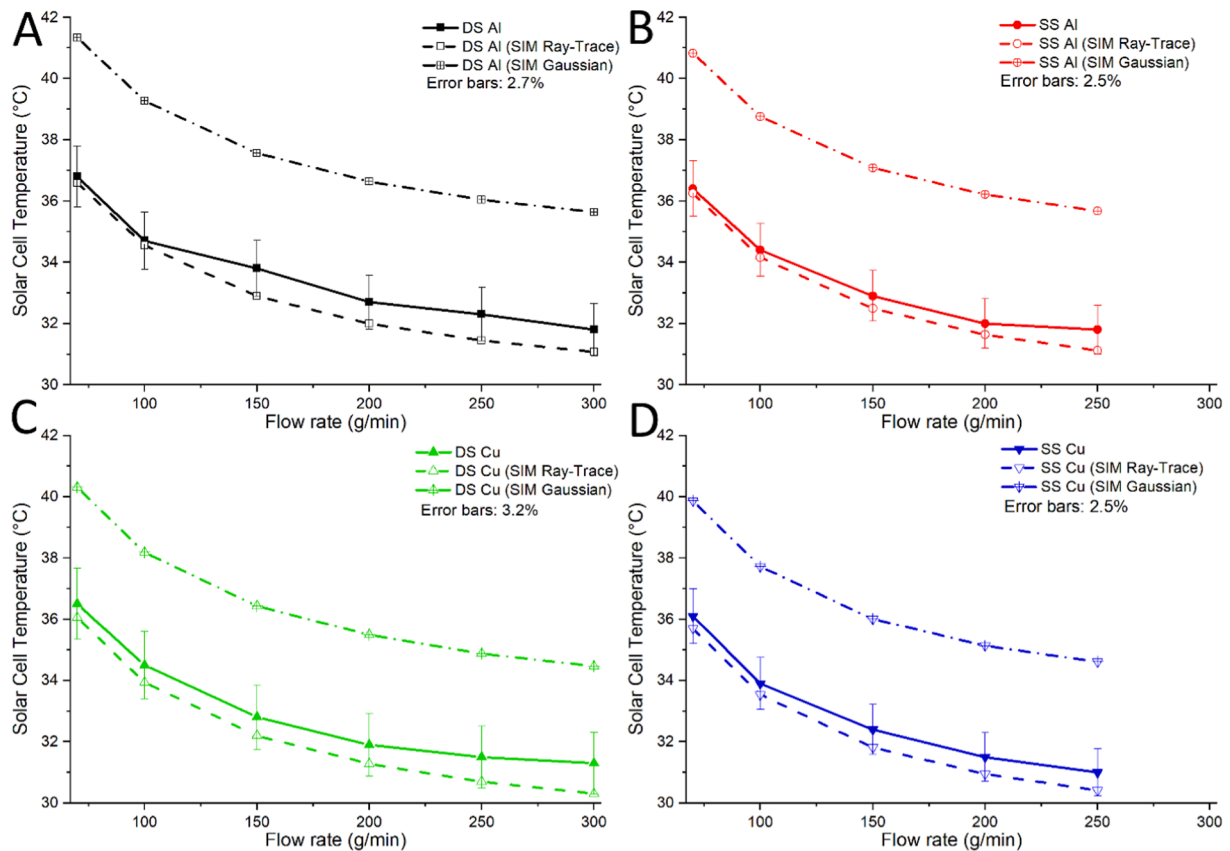 A
DS Al
DS Al (SIM Ray-Trace)
DS Al (SIM Gaussian)
Error bars: 2.7%
42
40
38
36
34
32
30
Solar Cell Temperature (°C)
100
150
200
250
300
Flow rate (g/min)
B
SS Al
SS Al (SIM Ray-Trace)
SS Al (SIM Gaussian)
Error bars: 2.5%
42
40
38
36
34
32
30
Solar Cell Temperature (°C)
100
150
200
250
300
Flow rate (g/min)
C
DS Cu
DS Cu (SIM Ray-Trace)
DS Cu (SIM Gaussian)
Error bars: 3.2%
42
40
38
36
34
32
30
Solar Cell Temperature (°C)
100
150
200
250
300
Flow rate (g/min)
D
SS Cu
SS Cu (SIM Ray-Trace)
SS Cu (SIM Gaussian)
Error bars: 2.5%
42
40
38
36
34
32
30
Solar Cell Temperature (°C)
100
150
200
250
300
Flow rate (g/min)